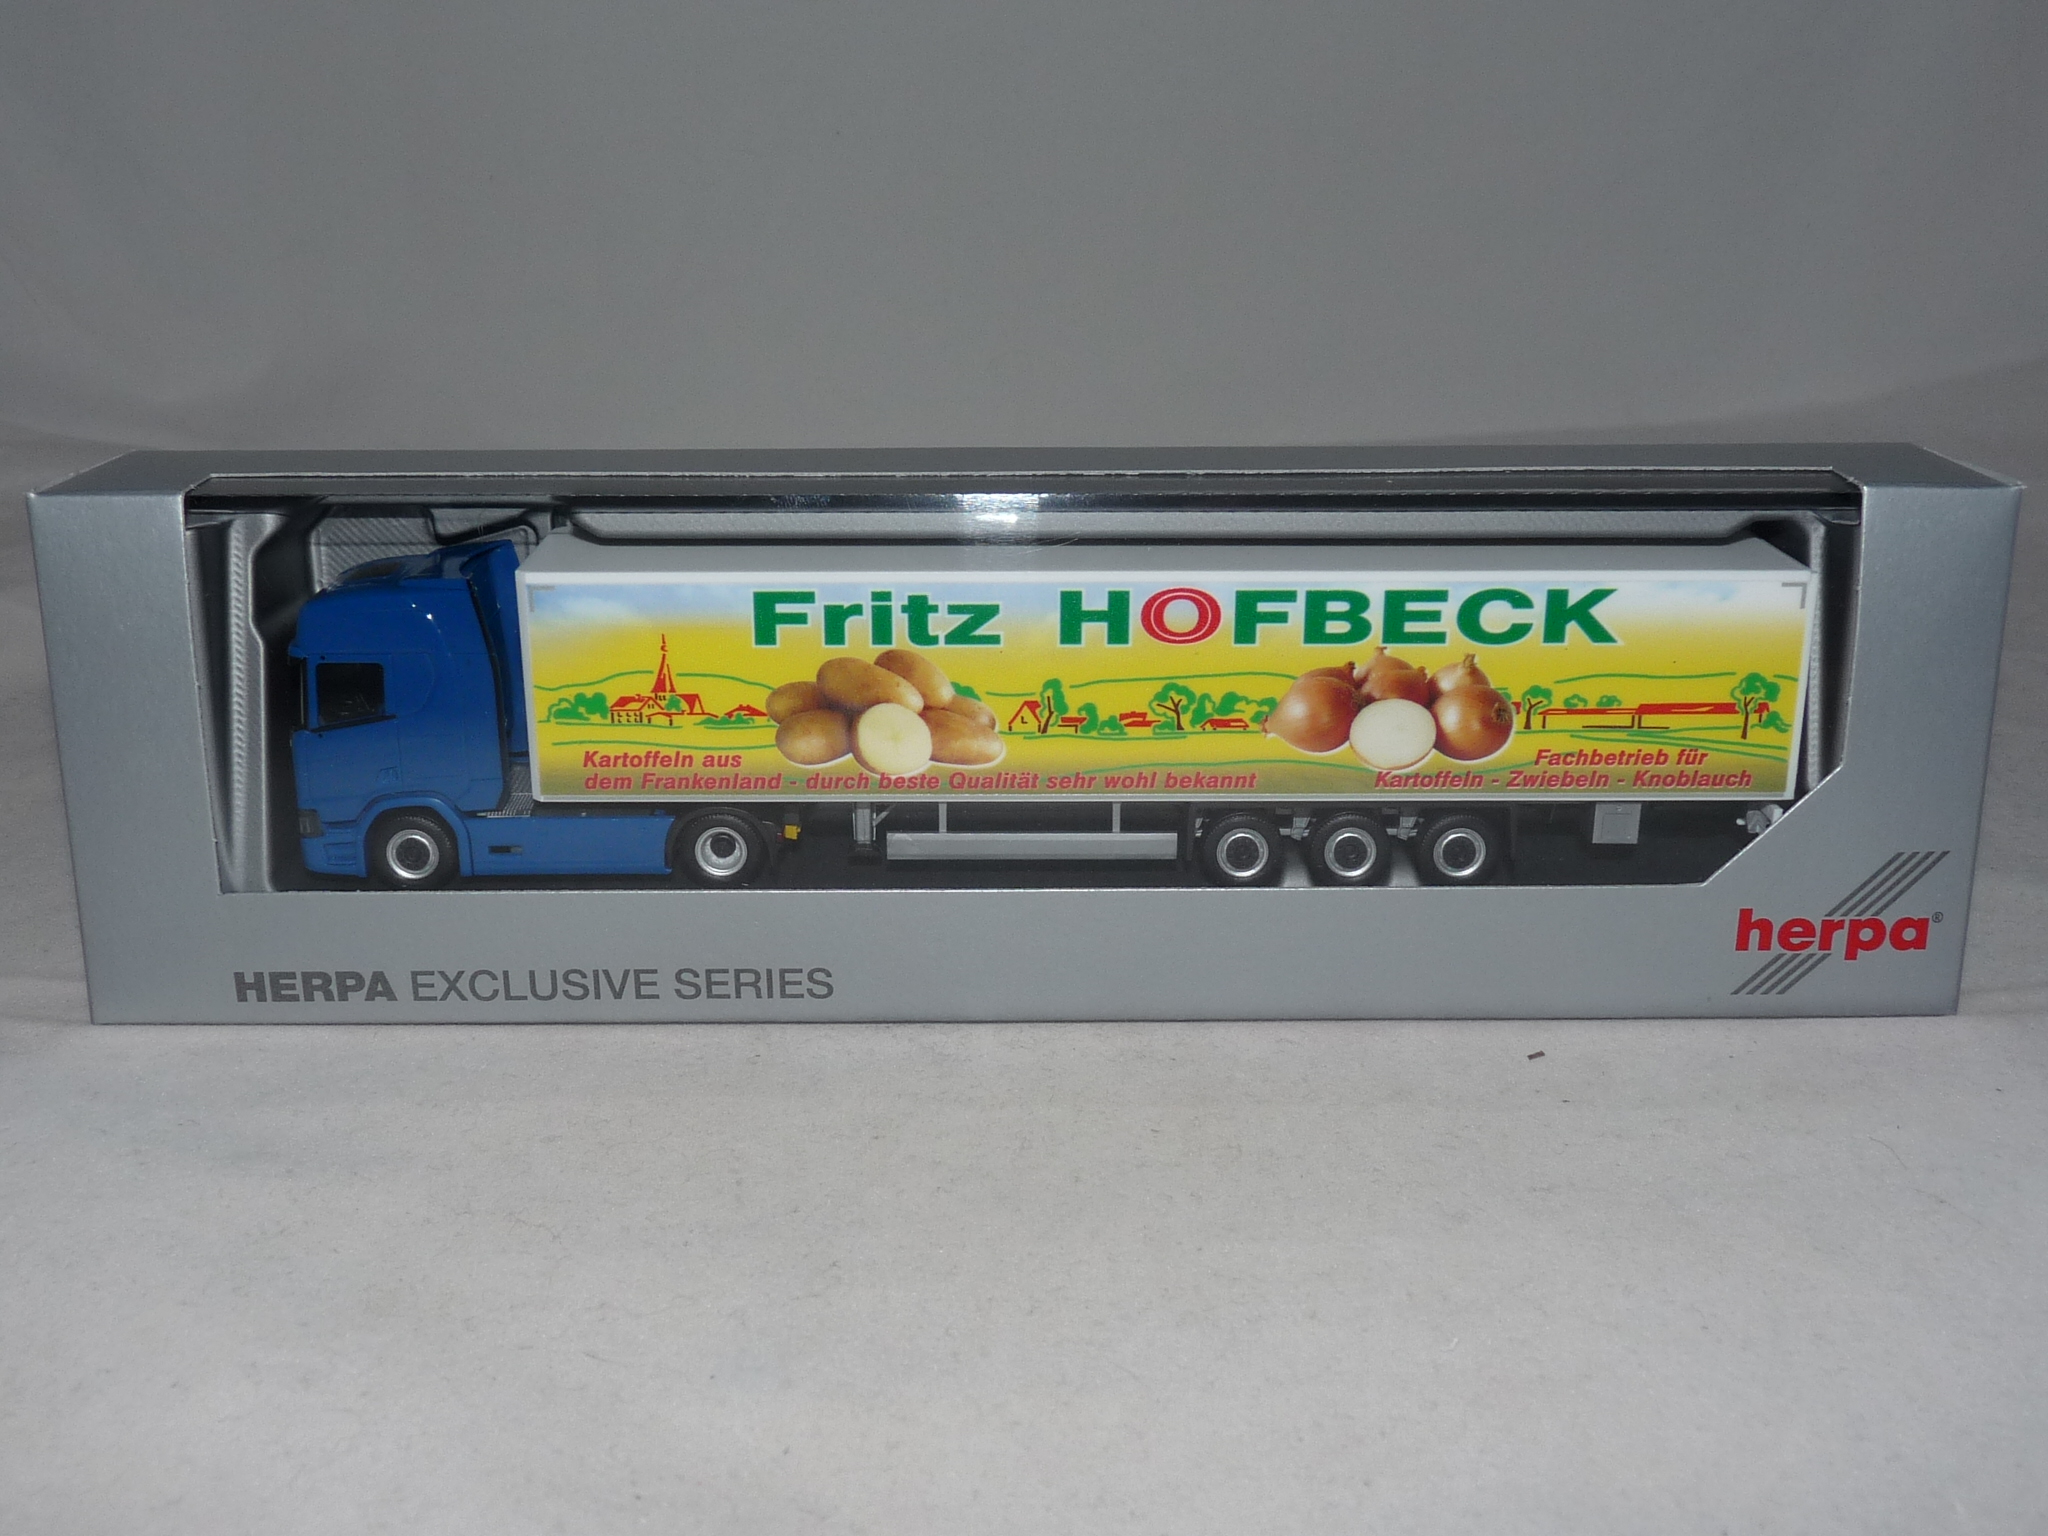 Fritz HOFBECK
Kartoffeln aus
dem Frankenland - durch beste Qualität sehr wohl bekannt
Fachbetrieb für
Kartoffeln - Zwiebeln - Knoblauch
herpa®
HERPA EXCLUSIVE SERIES